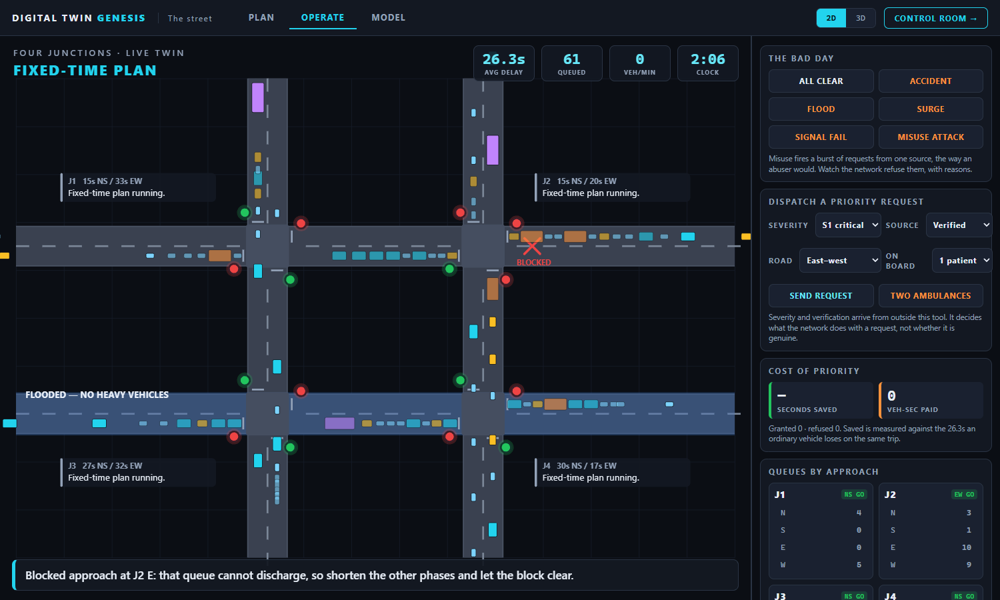 DIGITAL TWIN GENESIS
The street
PLAN
OPERATE
MODEL
2D
3D
CONTROL ROOM →
FOUR JUNCTIONS · LIVE TWIN
FIXED-TIME PLAN
26.3s
AVG DELAY
61
QUEUED
0
VEH/MIN
2:06
CLOCK
J1 15s NS / 33s EW
Fixed-time plan running.
J2 15s NS / 20s EW
Fixed-time plan running.
BLOCKED
FLOODED — NO HEAVY VEHICLES
J3 27s NS / 32s EW
Fixed-time plan running.
J4 30s NS / 17s EW
Fixed-time plan running.
Blocked approach at J2 E: that queue cannot discharge, so shorten the other phases and let the block clear.
THE BAD DAY
ALL CLEAR
ACCIDENT
FLOOD
SURGE
SIGNAL FAIL
MISUSE ATTACK
Misuse fires a burst of requests from one source, the way an
abuser would. Watch the network refuse them, with reasons.
DISPATCH A PRIORITY REQUEST
SEVERITY
S1 critical
SOURCE
Verified
ROAD
East–west
ON
BOARD
1 patient
SEND REQUEST
TWO AMBULANCES
Severity and verification arrive from outside this tool. It decides
what the network does with a request, not whether it is
genuine.
COST OF PRIORITY
–
SECONDS SAVED
0
VEH-SEC PAID
Granted 0 · refused 0. Saved is measured against the 26.3s an
ordinary vehicle loses on the same trip.
QUEUES BY APPROACH
J1
NS GO
N 4
S 0
E 0
W 5
J2
EW GO
N 3
S 1
E 10
W 9
J3
NS GO
J4
NS GO